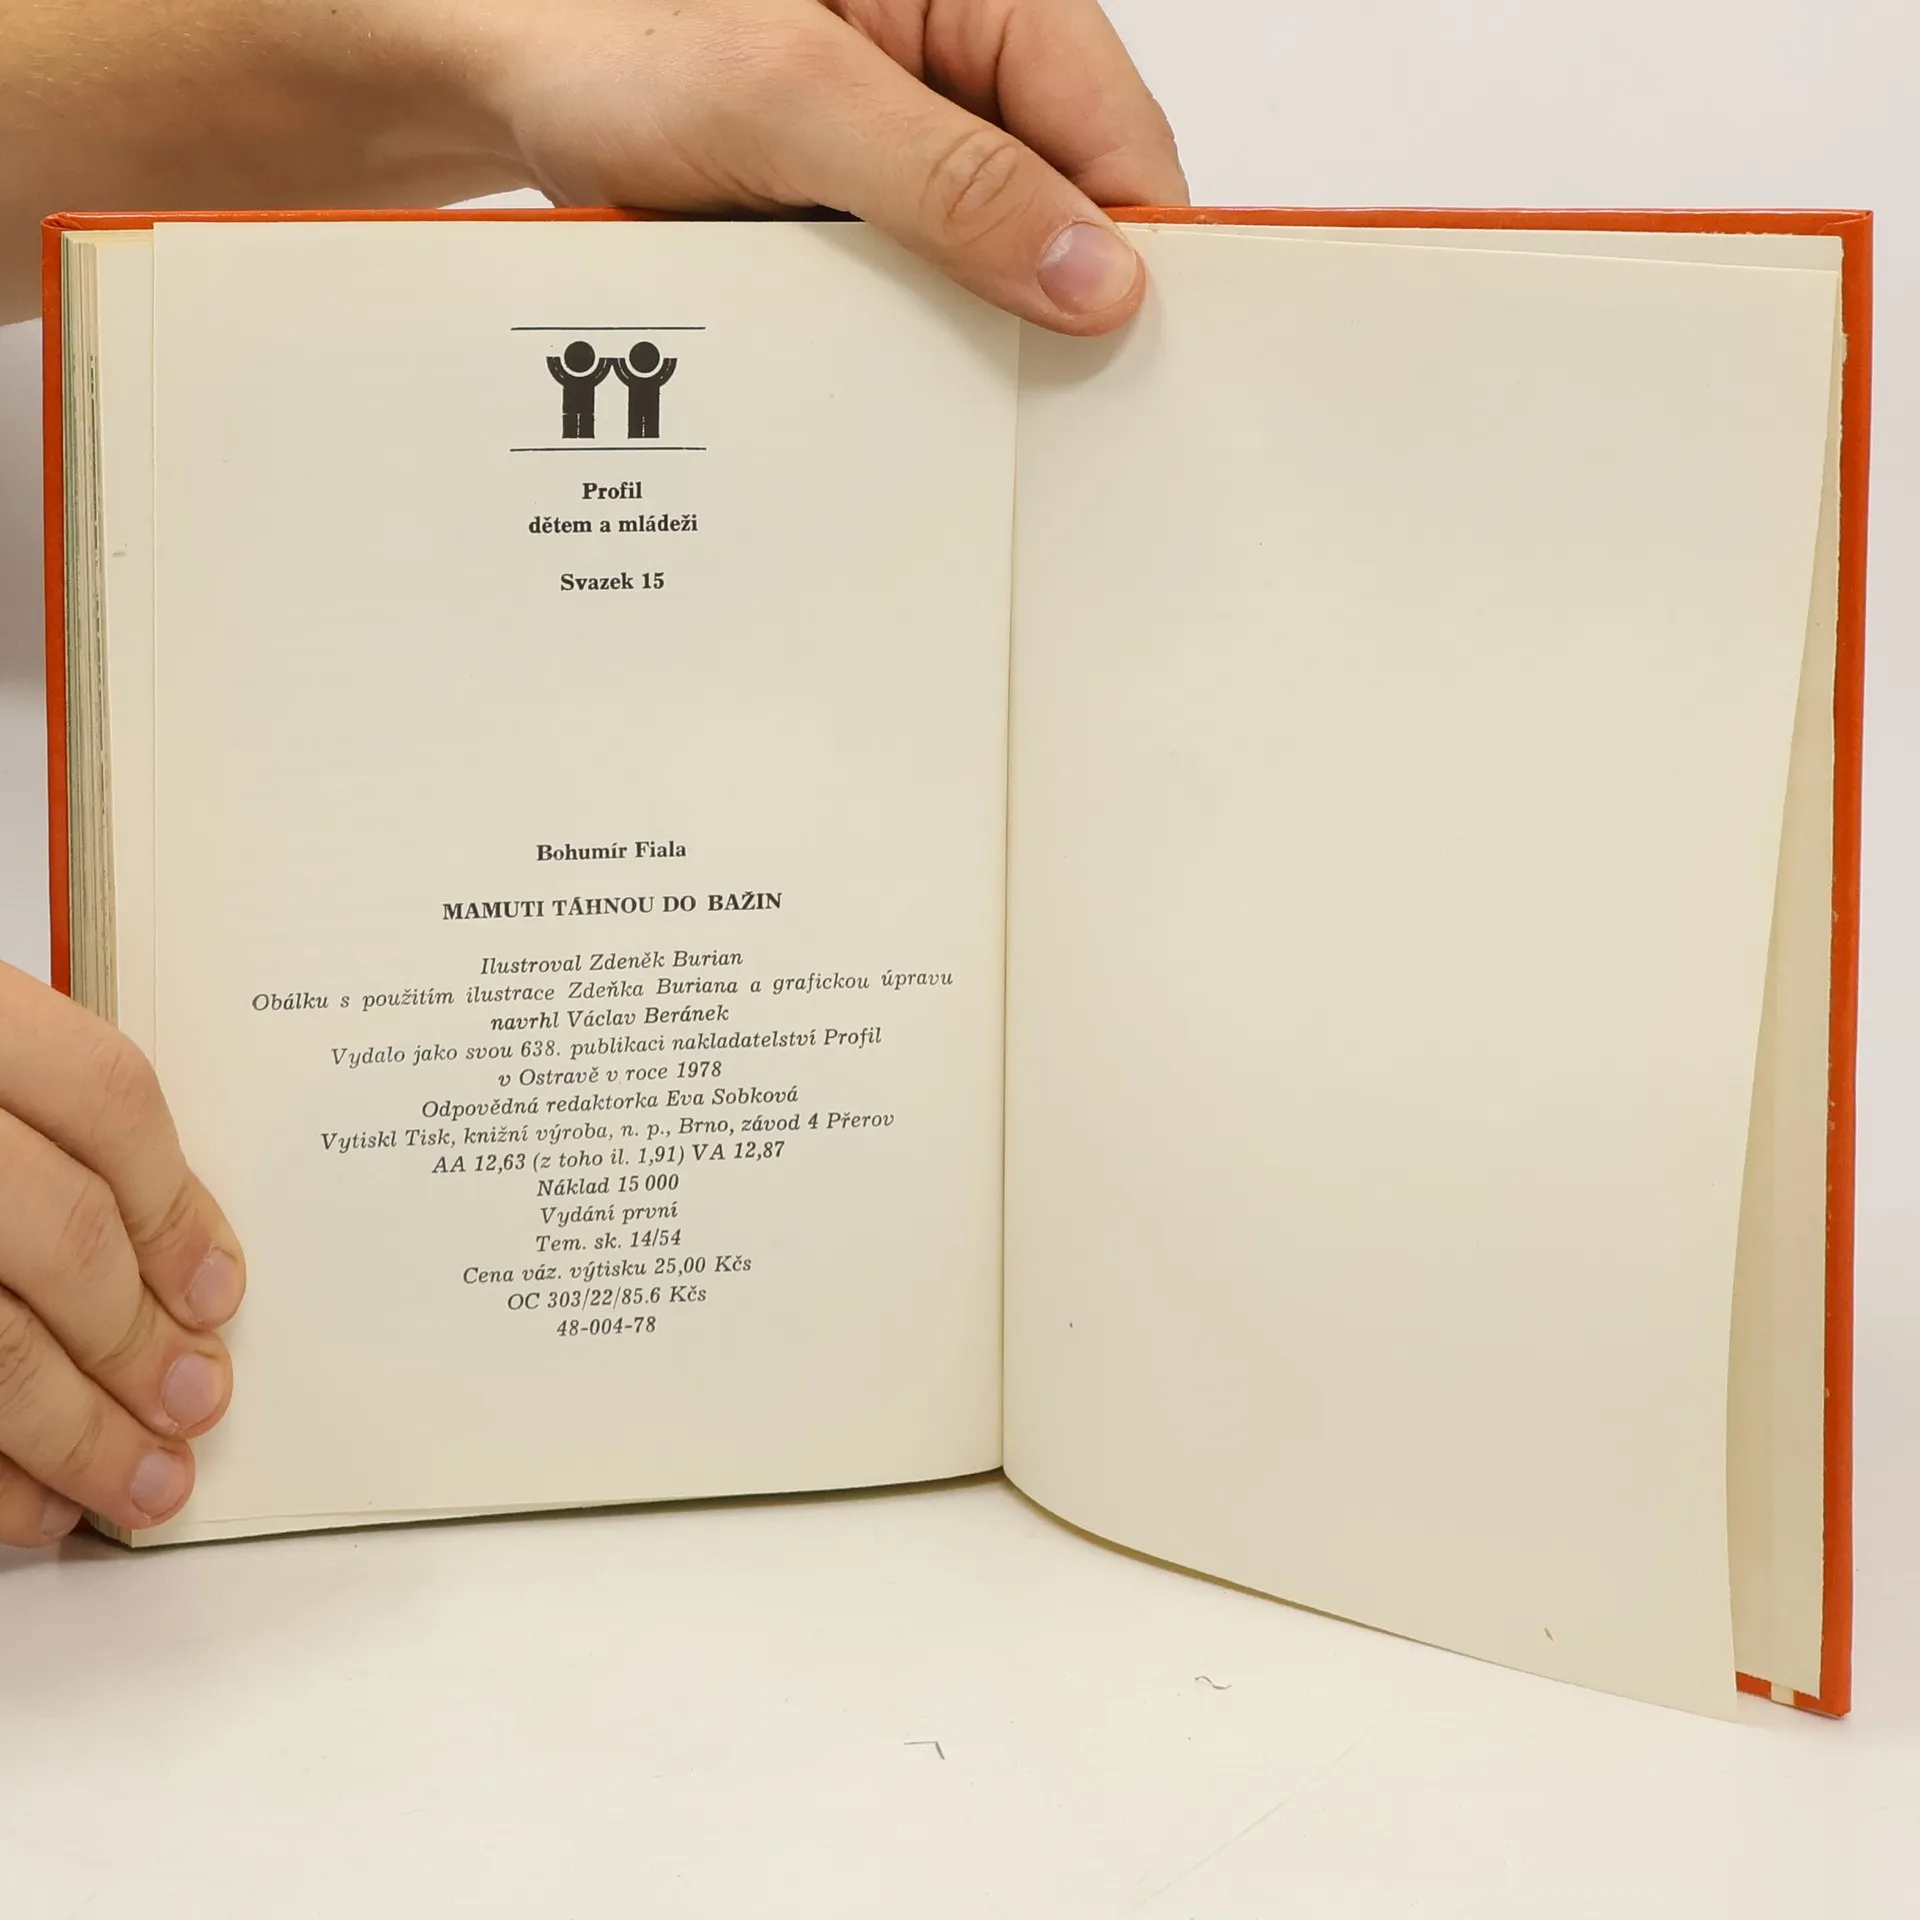 Profil
dětem a mládeži
Svazek 15
Bohumír Fiala
MAMUTI TÁHNOU DO BAŽIN
Ilustroval Zdeněk Burian
Obálku s použitím ilustrace Zdeňka Buriana a grafickou úpravu
navrhl Václav Beránek
Vydalo jako svou 638. publikaci nakladatelství Profil
v Ostravě v roce 1978
Odpovědná redaktorka Eva Sobková
Vytiskl Tisk, knižní výroba, n. p., Brno, závod 4 Přerov
AA 12,63 (z toho il. 1,91) VA 12,87
Náklad 15 000
Vydání první
Tem. sk. 14/54
Cena váz. výtisku 25,00 Kčs
OC 303/22/85.6 Kčs
48-004-78